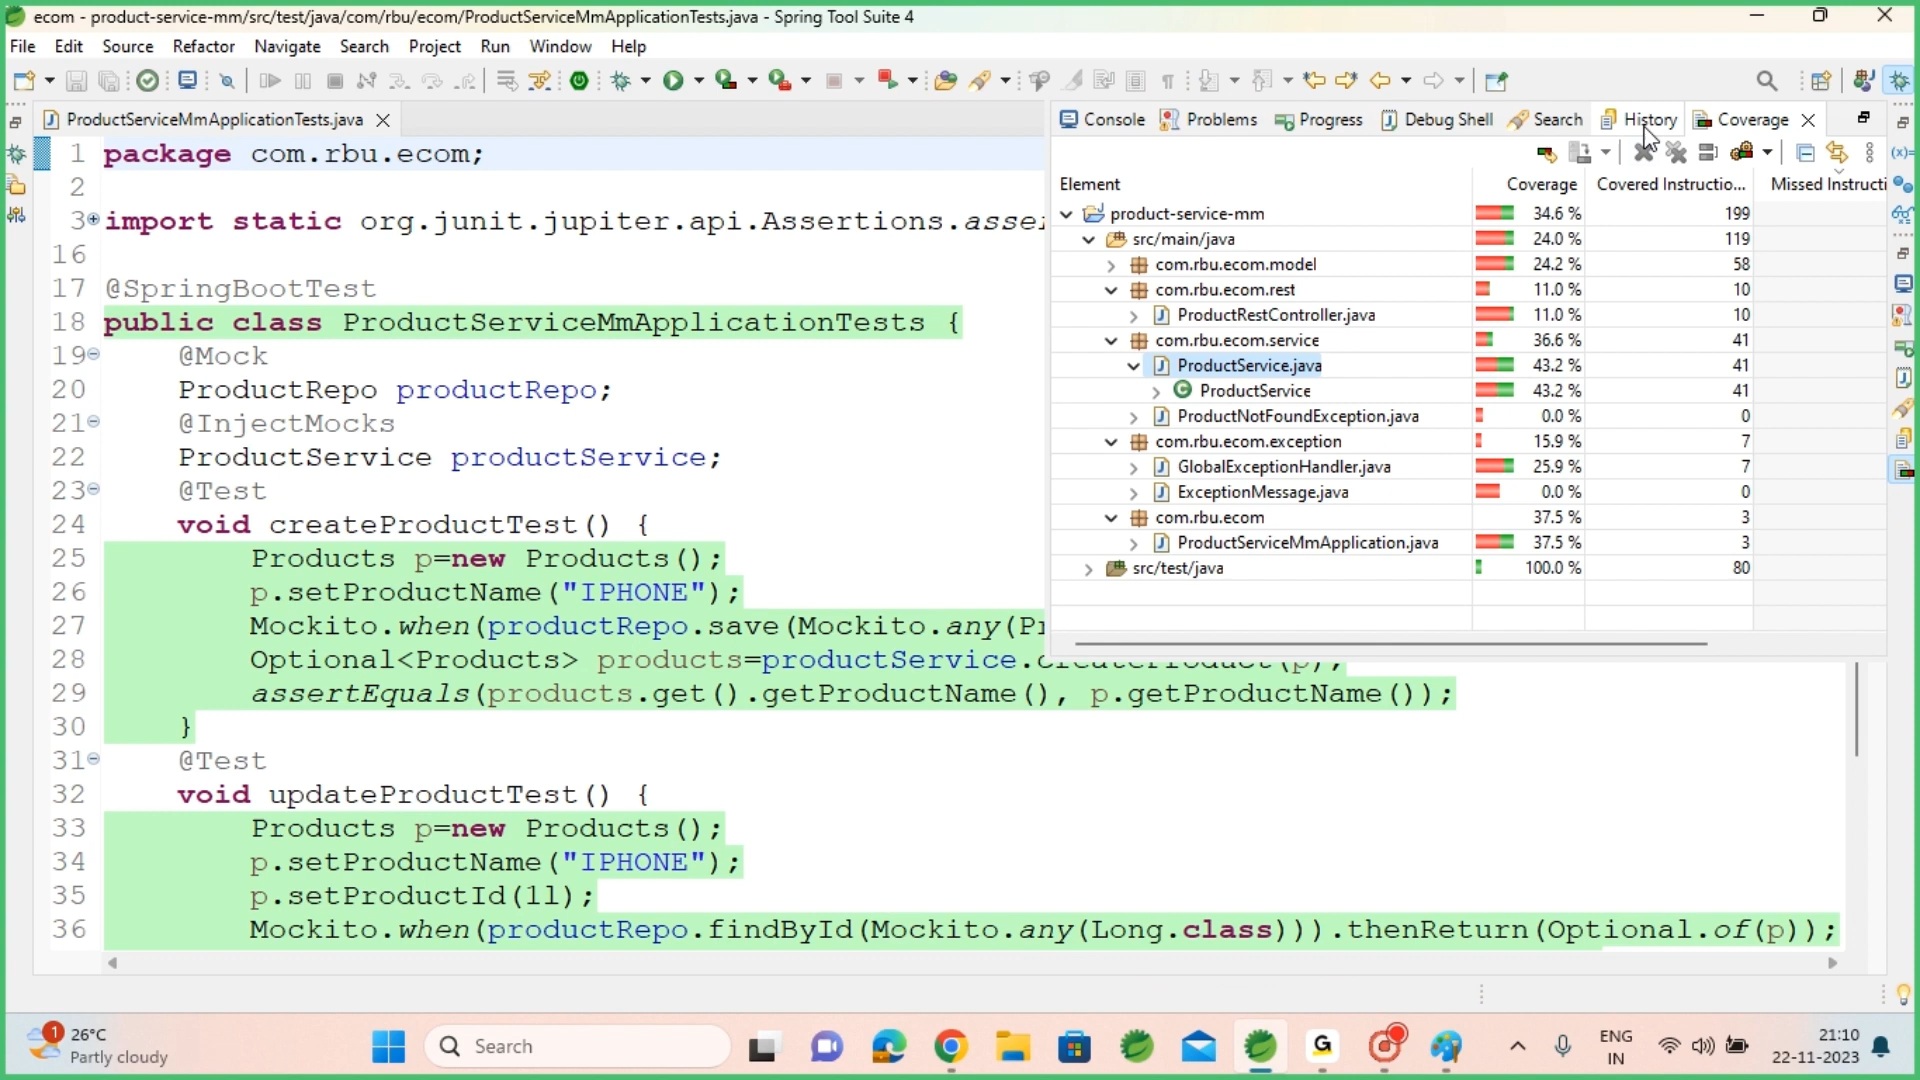 ecom - product-service-mm/src/test/java/com/rbu/ecom/ProductServiceMmApplicationTests.java - Spring Tool Suite 4
File Edit Source Refactor Navigate Search Project Run Window Help
ProductServiceMmApplicationTests.java
1 package com.rbu.ecom;
2
3 import static org.junit.jupiter.api.Assertions.
16
17 @SpringBootTest
18 public class ProductServiceMmApplicationTests {
19 @Mock
20 ProductRepo productRepo;
21 @InjectMocks
22 ProductService productService;
23 @Test
24 void createProductTest() {
25 Products p=new Products();
26 p.setProductName("IPHONE");
27 Mockito.when(productRepo.save(Mockito.any(
28 Optional<Products> products=productService.createProduct(p);
29 assertEquals(products.get().getProductName(), p.getProductName());
30 }
31 @Test
32 void updateProductTest() {
33 Products p=new Products();
34 p.setProductName("IPHONE");
35 p.setProductId(1l);
36 Mockito.when(productRepo.findById(Mockito.any(Long.class))).thenReturn(Optional.of(p));
Console Problems Progress Debug Shell Search History Coverage
Element Coverage Covered Instructio... Missed Instructi
product-service-mm 34.6 % 199
src/main/java 24.0 % 119
com.rbu.ecom.model 24.2 % 58
com.rbu.ecom.rest 11.0 % 10
ProductRestController.java 11.0 % 10
com.rbu.ecom.service 36.6 % 41
ProductService.java 43.2 % 41
ProductService 43.2 % 41
ProductNotFoundException.java 0.0 % 0
com.rbu.ecom.exception 15.9 % 7
GlobalExceptionHandler.java 25.9 % 7
ExceptionMessage.java 0.0 % 0
com.rbu.ecom 37.5 % 3
ProductServiceMmApplication.java 37.5 % 3
src/test/java 100.0 % 80
1
26°C
Partly cloudy
Search
ENG
IN
21:10
22-11-2023